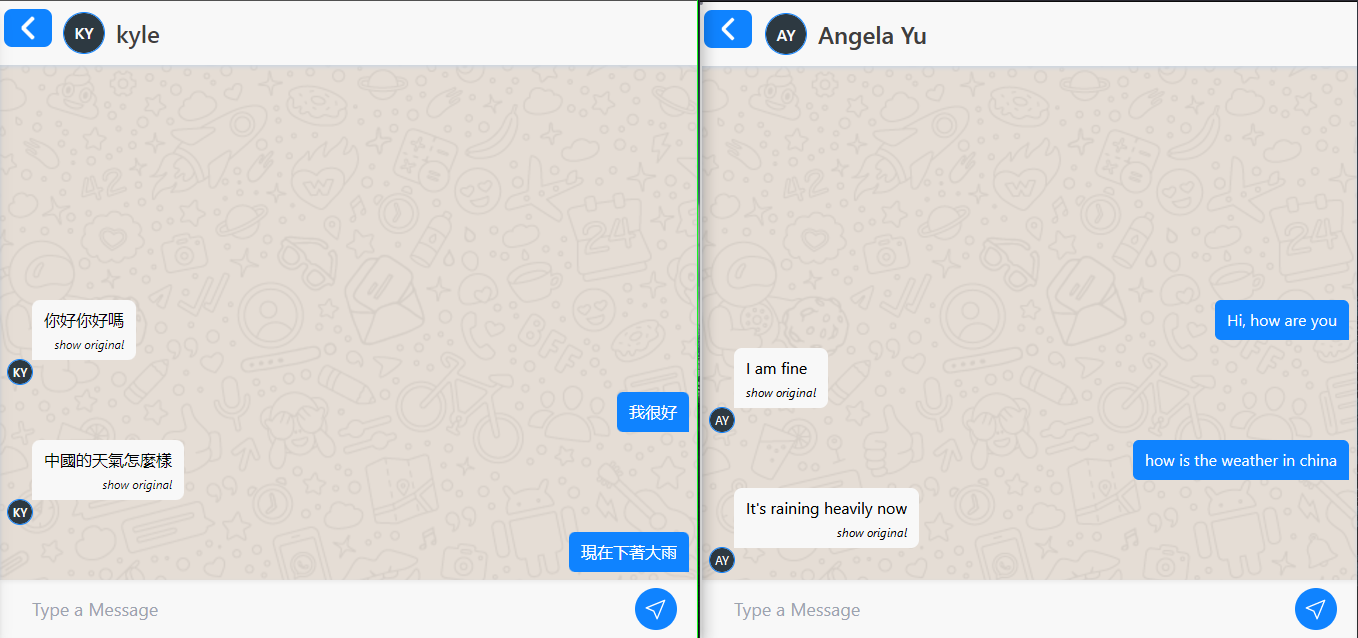 KY
kyle
你好你好嗎
show original
KY
我很好
中國的天氣怎麼樣
show original
KY
現在下著大雨
Type a Message
AY
Angela Yu
Hi, how are you
I am fine
show original
AY
how is the weather in china
It's raining heavily now
show original
AY
Type a Message